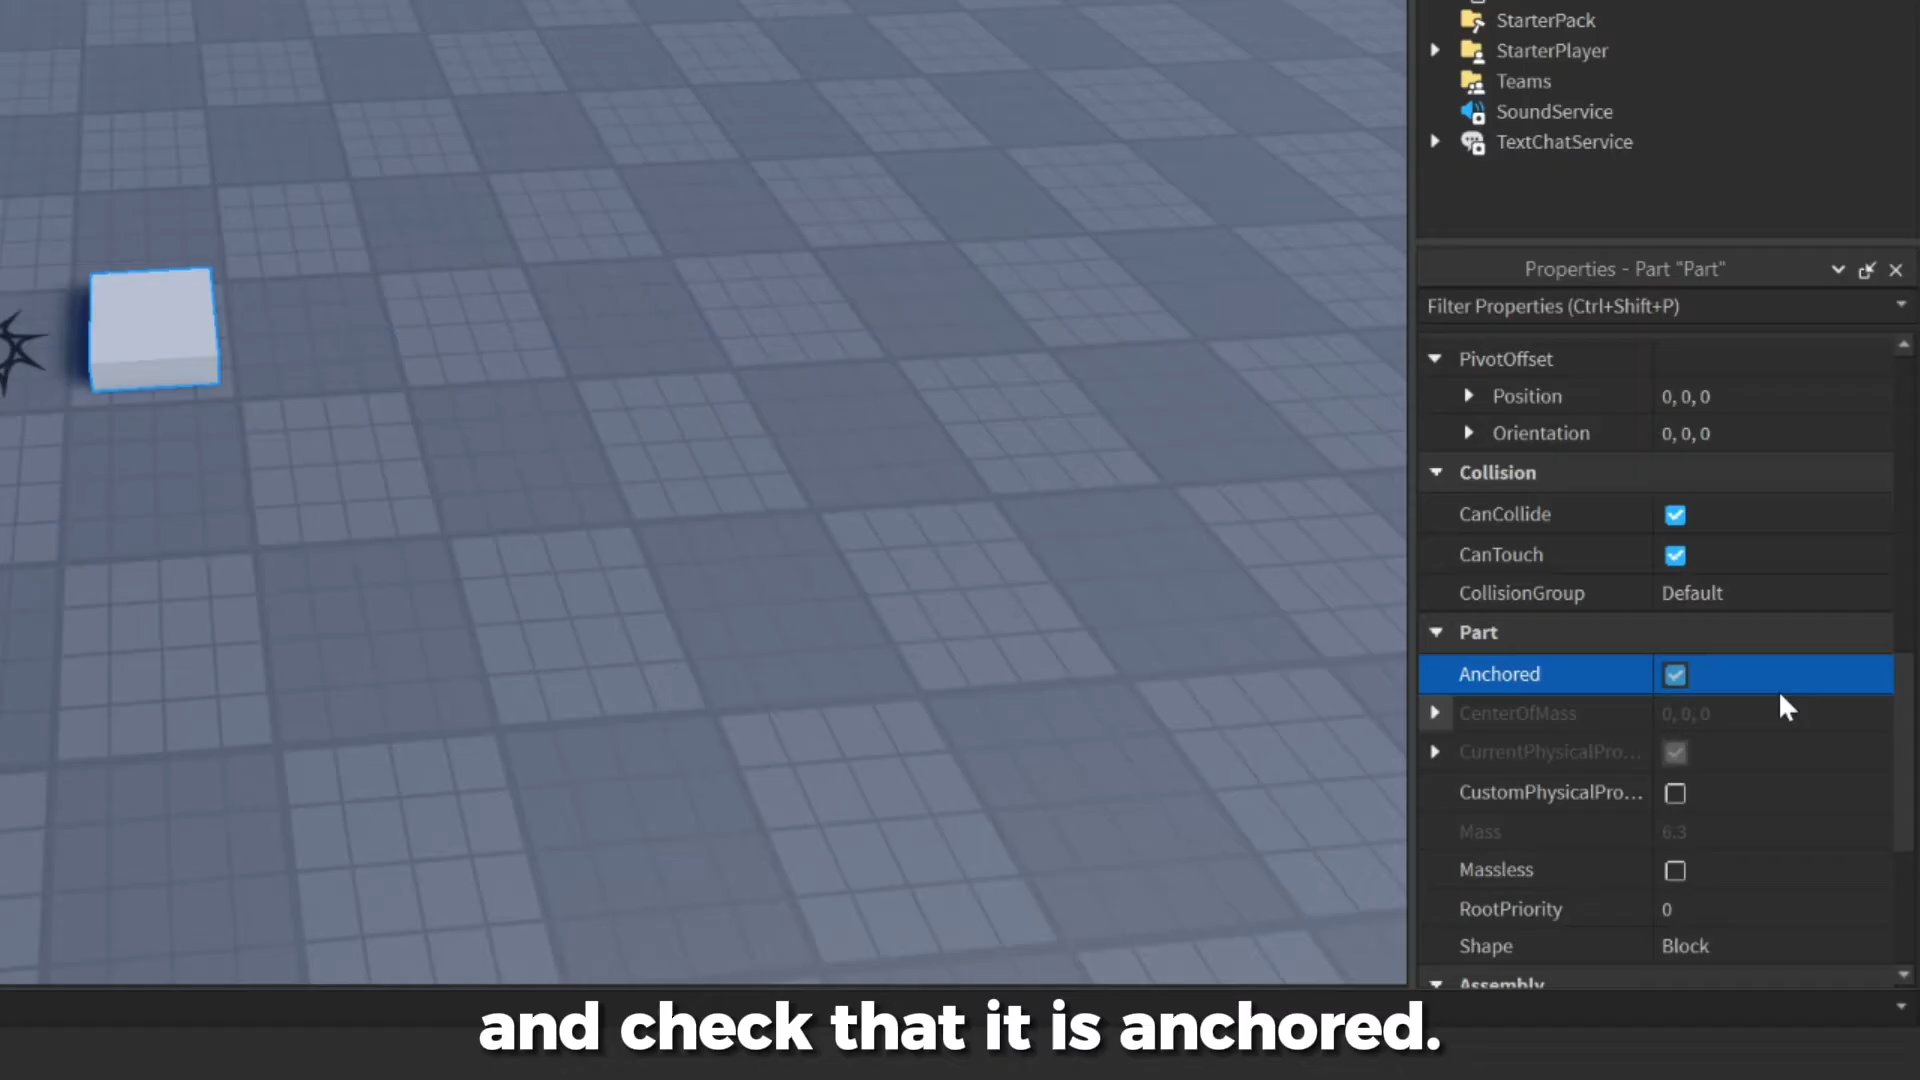 StarterPack
StarterPlayer
Teams
SoundService
TextChatService
Properties - Part "Part"
Filter Properties (Ctrl+Shift+P)
PivotOffset
Position 0, 0, 0
Orientation 0, 0, 0
Collision
CanCollide
CanTouch
CollisionGroup Default
Part
Anchored
CenterOfMass 0, 0, 0
CurrentPhysicalPro...
CustomPhysicalPro...
Mass 6.3
Massless
RootPriority 0
Shape Block
Assembly
and check that it is anchored.